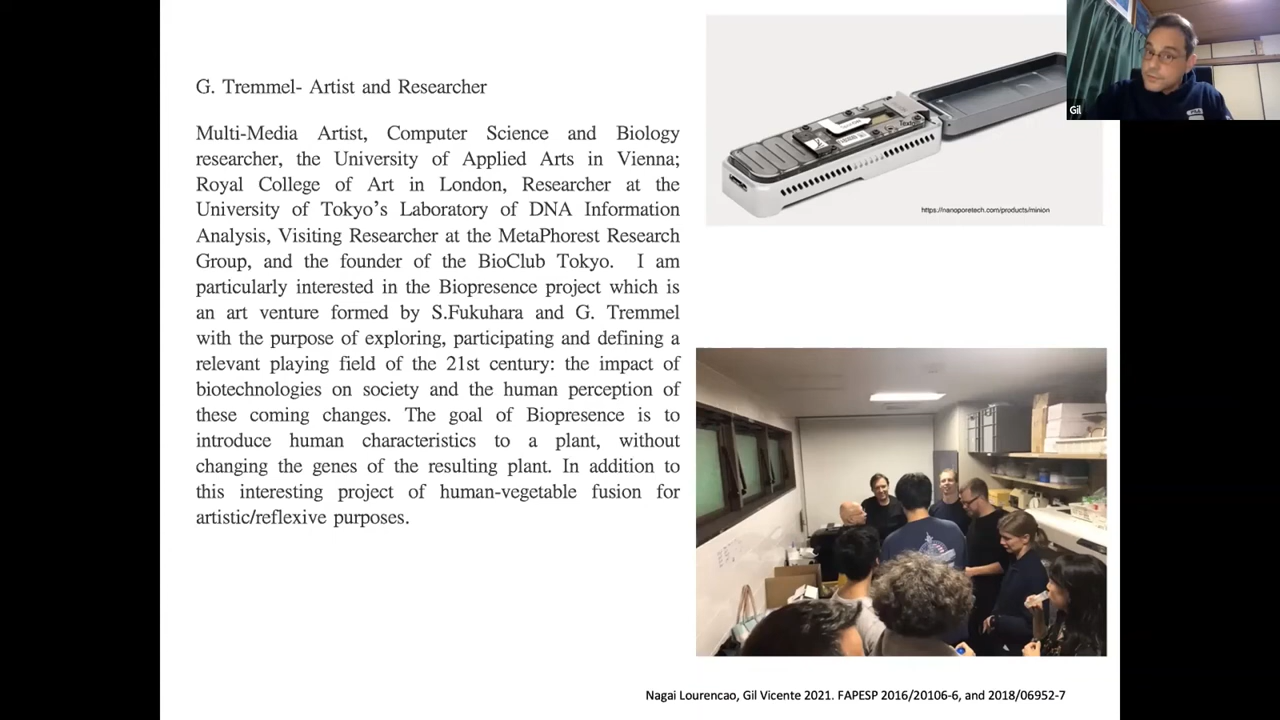 G. Tremmel- Artist and Researcher
Multi-Media Artist, Computer Science and Biology
researcher, the University of Applied Arts in Vienna;
Royal College of Art in London, Researcher at the
University of Tokyo's Laboratory of DNA Information
Analysis, Visiting Researcher at the MetaPhorest Research
Group, and the founder of the BioClub Tokyo. I am
particularly interested in the Biopresence project which is
an art venture formed by S.Fukuhara and G. Tremmel
with the purpose of exploring, participating and defining a
relevant playing field of the 21st century: the impact of
biotechnologies on society and the human perception of
these coming changes. The goal of Biopresence is to
introduce human characteristics to a plant, without
changing the genes of the resulting plant. In addition to
this interesting project of human-vegetable fusion for
artistic/reflexive purposes.
https://nanoporetech.com/products/minion
Gil
Nagai Lourencao, Gil Vicente 2021. FAPESP 2016/20106-6, and 2018/06952-7